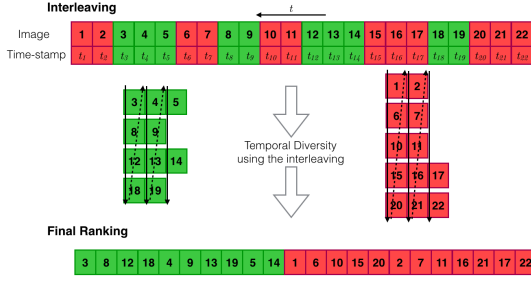 Interleaving
t
Image 1 2 3 4 5 6 7 8 9 10 11 12 13 14 15 16 17 18 19 20 21 22
Time-stamp t1 t2 t3 t4 t5 t6 t7 t8 t9 t10 t11 t12 t13 t14 t15 t16 t17 t18 t19 t20 t21 t22
3 4 5
8 9
12 13 14
18 19
Temporal Diversity
using the interleaving
1 2
6 7
10 11
15 16 17
20 21 22
Final Ranking
3 8 12 18 4 9 13 19 5 14 1 6 10 15 20 2 7 11 16 21 17 22